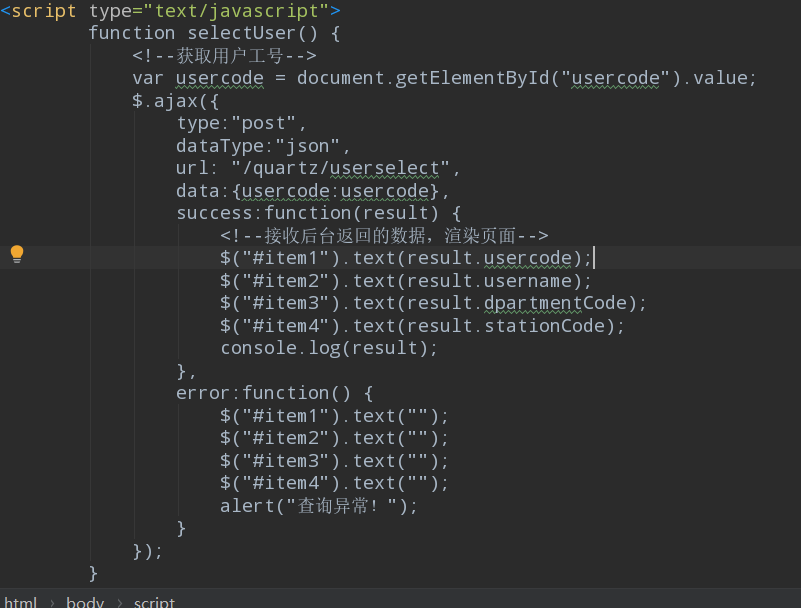 <script type="text/javascript">
function selectUser() {
<!--获取用户工号-->
var usercode = document.getElementById("usercode").value;
$.ajax({
type:"post",
dataType:"json",
url: "/quartz/userselect",
data:{usercode:usercode},
success:function(result) {
<!--接收后台返回的数据，渲染页面-->
$("#item1").text(result.usercode);
$("#item2").text(result.username);
$("#item3").text(result.dpartmentCode);
$("#item4").text(result.stationCode);
console.log(result);
},
error:function() {
$("#item1").text("");
$("#item2").text("");
$("#item3").text("");
$("#item4").text("");
alert("查询异常！");
}
});
}
html › body › script